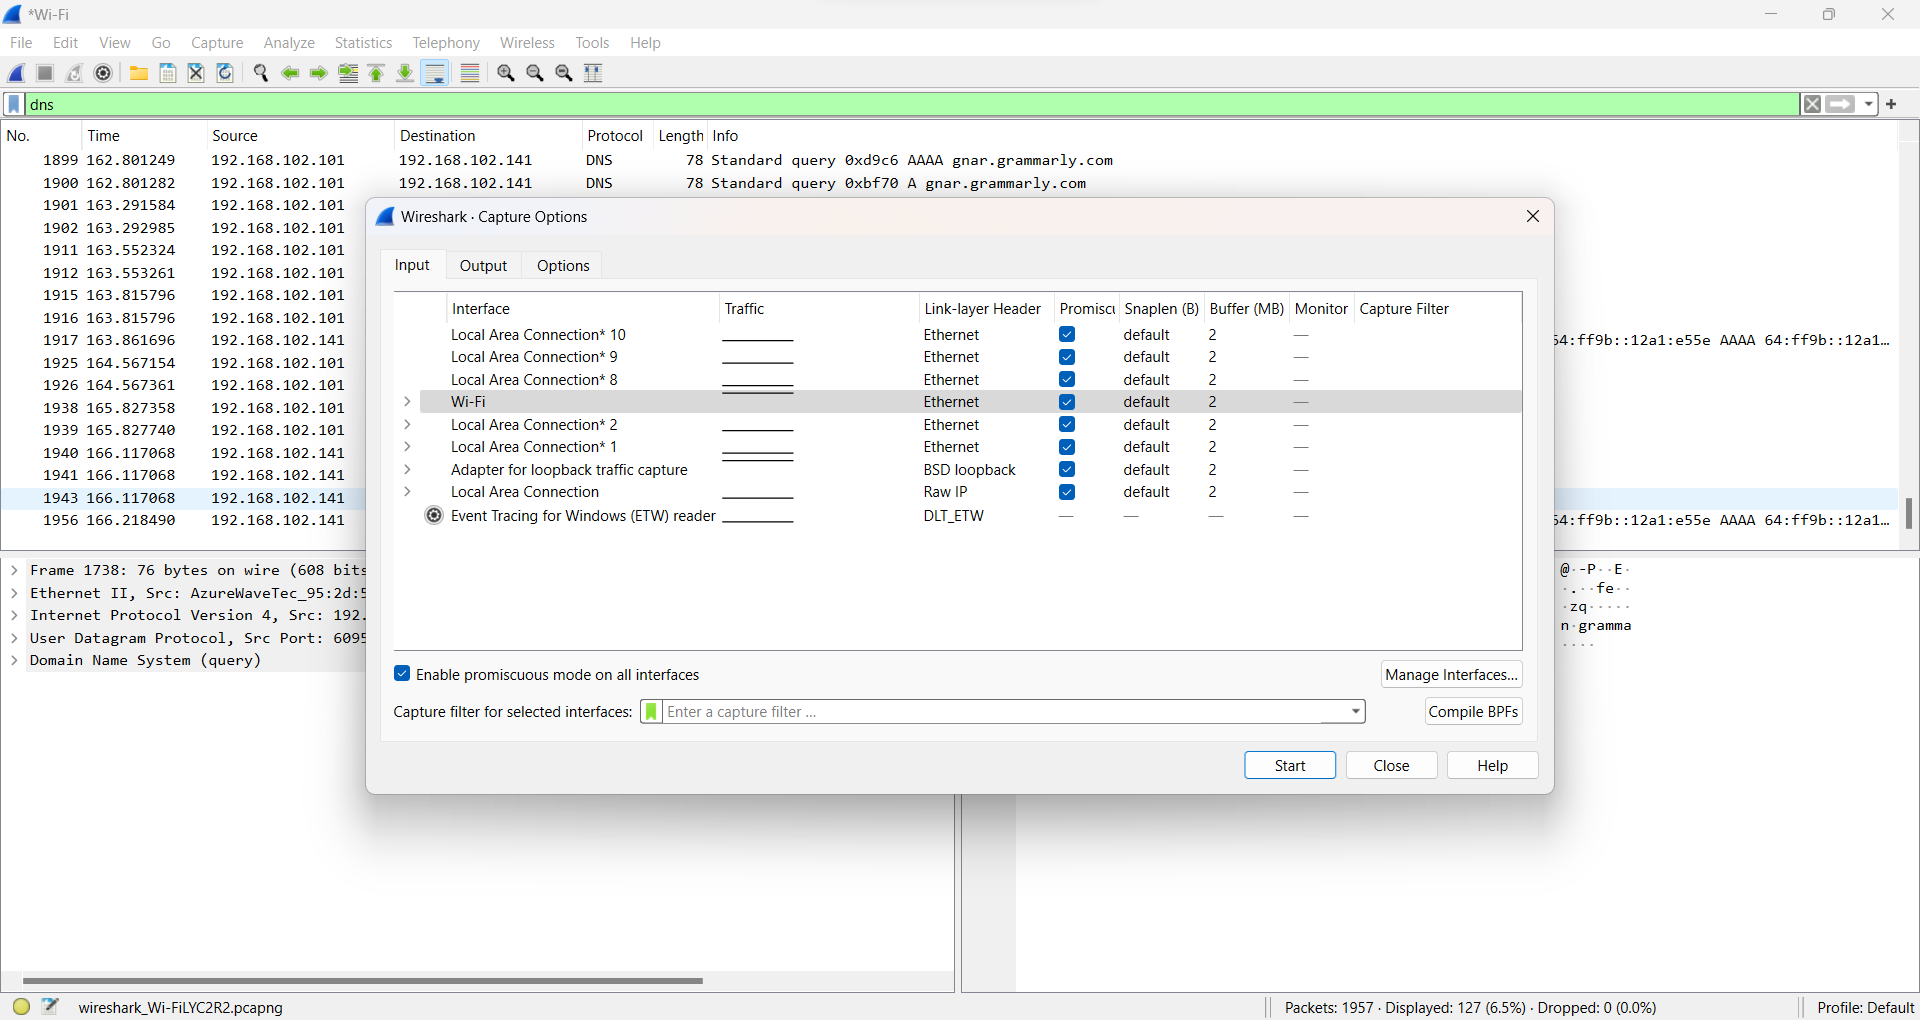 *Wi-Fi
File Edit View Go Capture Analyze Statistics Telephony Wireless Tools Help
dns
No. Time Source Destination Protocol Length Info
1899 162.801249 192.168.102.101 192.168.102.141 DNS 78 Standard query 0xd9c6 AAAA gnar.grammarly.com
1900 162.801282 192.168.102.101 192.168.102.141 DNS 78 Standard query 0xbf70 A gnar.grammarly.com
1901 163.291584 192.168.102.101
1902 163.292985 192.168.102.101
1911 163.552324 192.168.102.101
1912 163.553261 192.168.102.101
1915 163.815796 192.168.102.101
1916 163.815796 192.168.102.101
1917 163.861696 192.168.102.141 54:ff9b::12a1:e55e AAAA 64:ff9b::12a1…
1925 164.567154 192.168.102.101
1926 164.567361 192.168.102.101
1938 165.827358 192.168.102.101
1939 165.827740 192.168.102.101
1940 166.117068 192.168.102.141
1941 166.117068 192.168.102.141
1943 166.117068 192.168.102.141
1956 166.218490 192.168.102.141 54:ff9b::12a1:e55e AAAA 64:ff9b::12a1…
Wireshark · Capture Options
Input Output Options
Interface Traffic Link-layer Header Promiscu Snaplen (B) Buffer (MB) Monitor Capture Filter
Local Area Connection* 10 Ethernet default 2 —
Local Area Connection* 9 Ethernet default 2 —
Local Area Connection* 8 Ethernet default 2 —
Wi-Fi Ethernet default 2 —
Local Area Connection* 2 Ethernet default 2 —
Local Area Connection* 1 Ethernet default 2 —
Adapter for loopback traffic capture BSD loopback default 2 —
Local Area Connection Raw IP default 2 —
Event Tracing for Windows (ETW) reader DLT_ETW — — — —
Enable promiscuous mode on all interfaces Manage Interfaces...
Capture filter for selected interfaces: Enter a capture filter ... Compile BPFs
Start Close Help
Frame 1738: 76 bytes on wire (608 bits
Ethernet II, Src: AzureWaveTec_95:2d:5
Internet Protocol Version 4, Src: 192.
User Datagram Protocol, Src Port: 6095
Domain Name System (query)
@·-P··E·
·.··fe··
·zq·····
n·gramma
····
wireshark_Wi-FiLYC2R2.pcapng Packets: 1957 · Displayed: 127 (6.5%) · Dropped: 0 (0.0%) Profile: Default